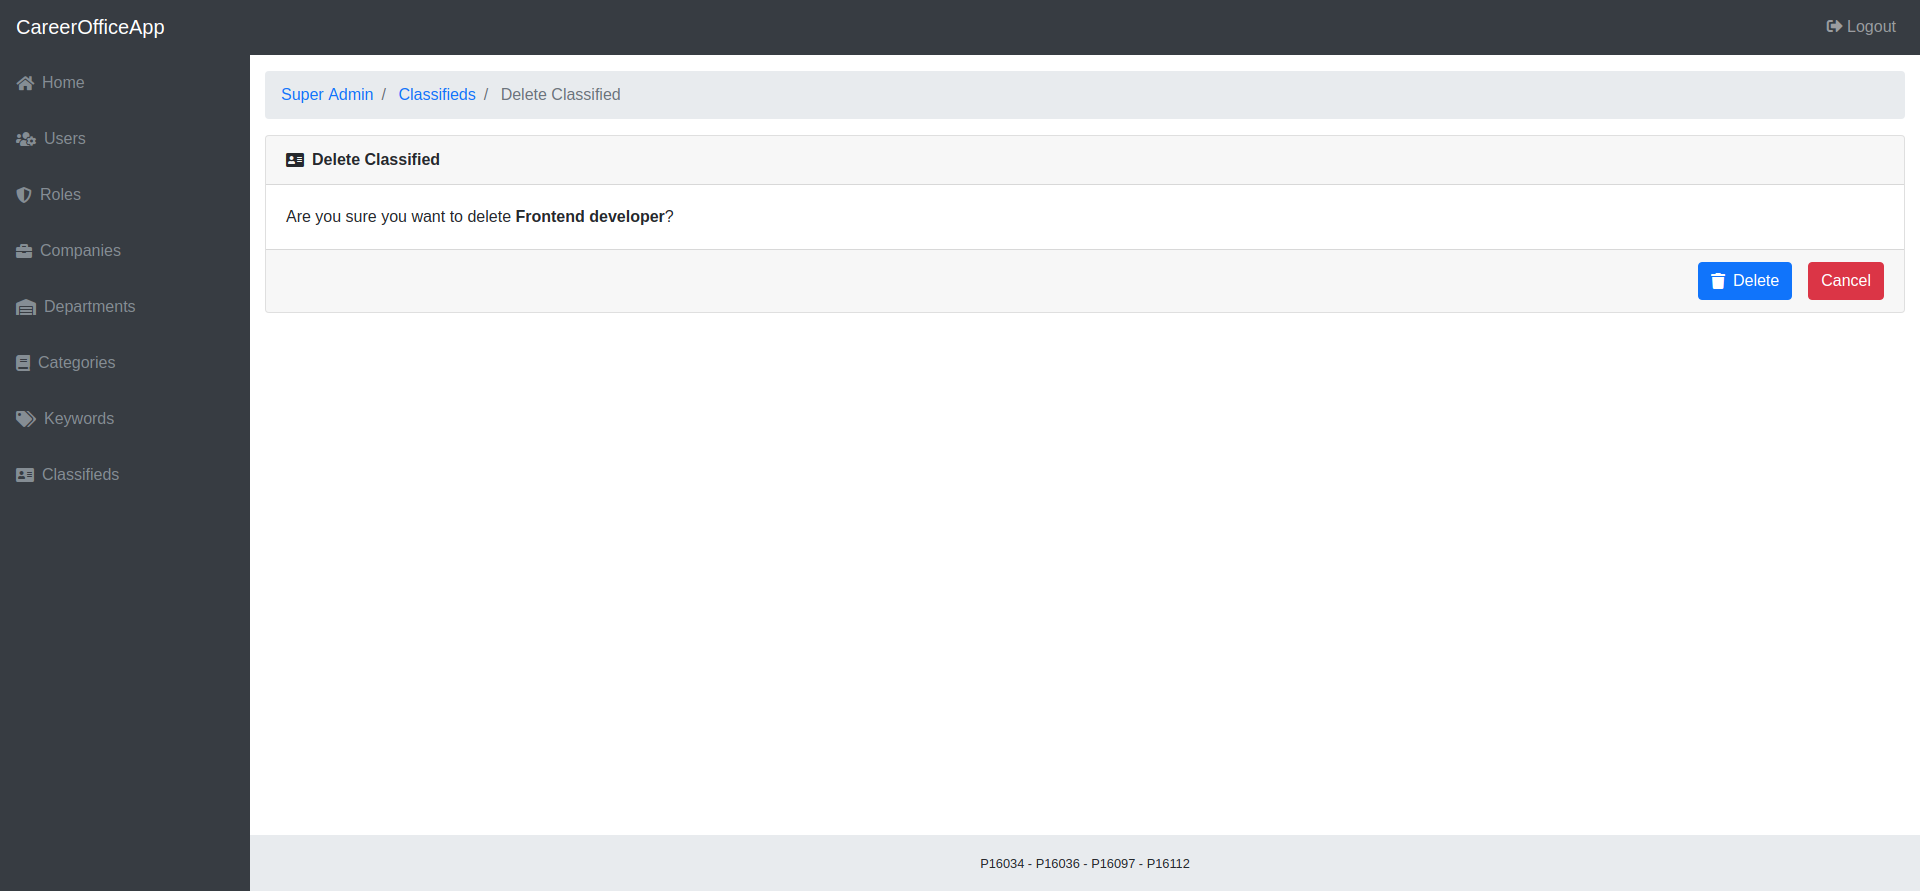 CareerOfficeApp
Logout
Home
Users
Roles
Companies
Departments
Categories
Keywords
Classifieds
Super Admin / Classifieds / Delete Classified
Delete Classified
Are you sure you want to delete Frontend developer?
Delete
Cancel
P16034 - P16036 - P16097 - P16112